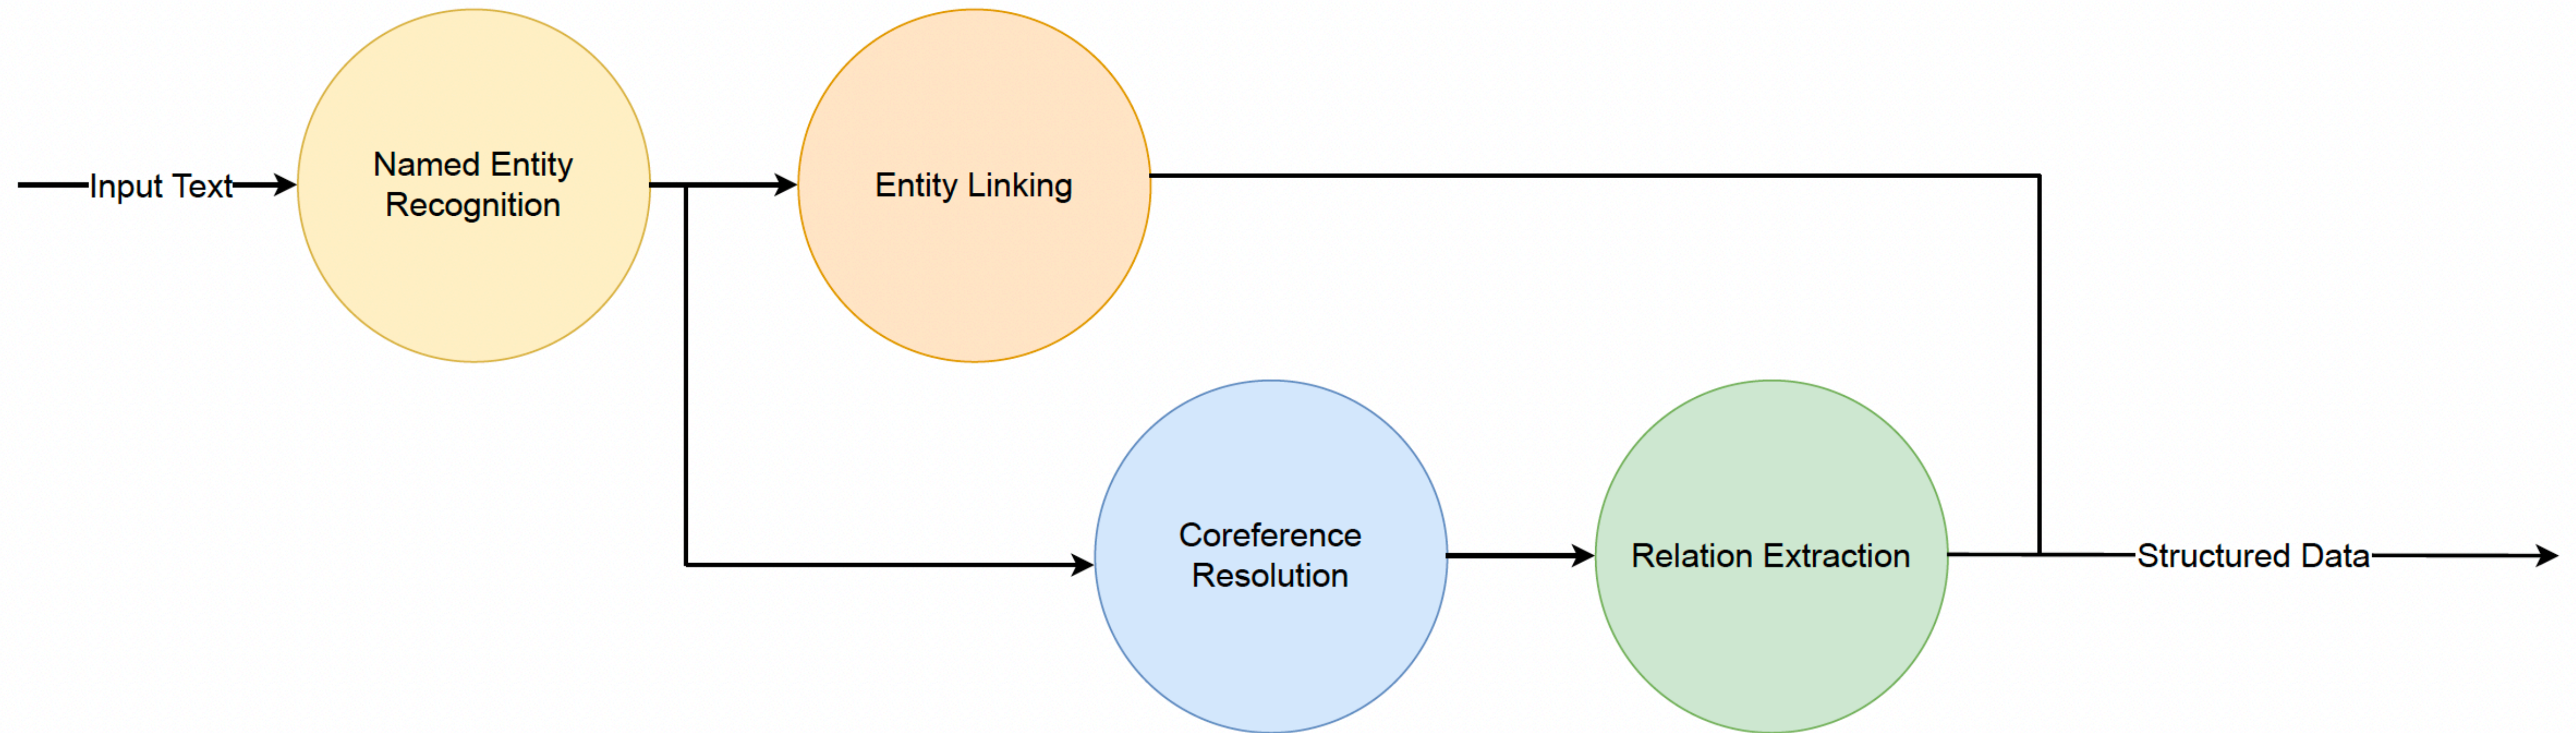 Input Text
Named Entity
Recognition
Entity Linking
Coreference
Resolution
Relation Extraction
Structured Data